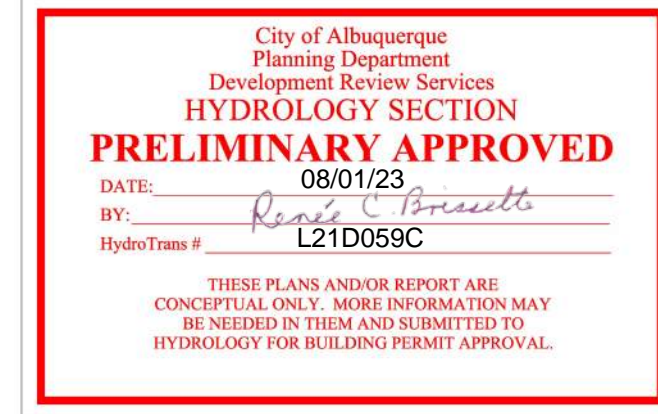 City of Albuquerque
Planning Department
Development Review Services
HYDROLOGY SECTION
PRELIMINARY APPROVED
DATE: 08/01/23
BY: Renée C. Brissette
HydroTrans # L21D059C
THESE PLANS AND/OR REPORT ARE
CONCEPTUAL ONLY. MORE INFORMATION MAY
BE NEEDED IN THEM AND SUBMITTED TO
HYDROLOGY FOR BUILDING PERMIT APPROVAL.